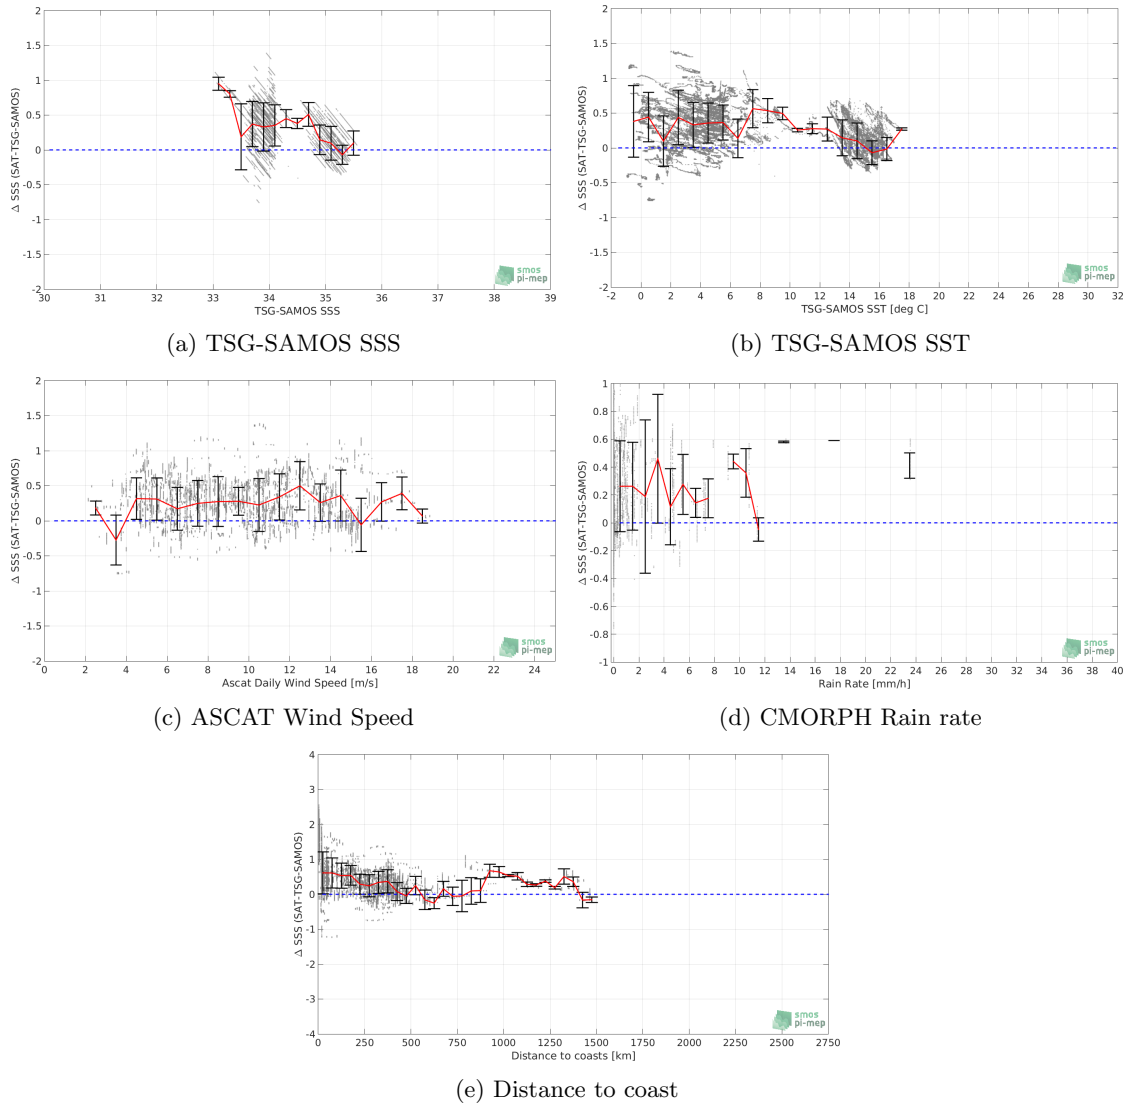 2
1.5
1
0.5
0
-0.5
-1
-1.5
-2
Δ SSS (SAT-TSG-SAMOS)
30 31 32 33 34 35 36 37 38 39
TSG-SAMOS SSS
smos
pi-mep
(a) TSG-SAMOS SSS
2
1.5
1
0.5
0
-0.5
-1
-1.5
-2
Δ SSS (SAT-TSG-SAMOS)
-2 0 2 4 6 8 10 12 14 16 18 20 22 24 26 28 30 32
TSG-SAMOS SST [deg C]
smos
pi-mep
(b) TSG-SAMOS SST
2
1.5
1
0.5
0
-0.5
-1
-1.5
-2
Δ SSS (SAT-TSG-SAMOS)
0 2 4 6 8 10 12 14 16 18 20 22 24
Ascat Daily Wind Speed [m/s]
smos
pi-mep
(c) ASCAT Wind Speed
1
0.8
0.6
0.4
0.2
0
-0.2
-0.4
-0.6
-0.8
-1
Δ SSS (SAT-TSG-SAMOS)
0 2 4 6 8 10 12 14 16 18 20 22 24 26 28 30 32 34 36 38 40
Rain Rate [mm/h]
smos
pi-mep
(d) CMORPH Rain rate
4
3
2
1
0
-1
-2
-3
-4
Δ SSS (SAT-TSG-SAMOS)
0 250 500 750 1000 1250 1500 1750 2000 2250 2500 2750
Distance to coasts [km]
smos
pi-mep
(e) Distance to coast